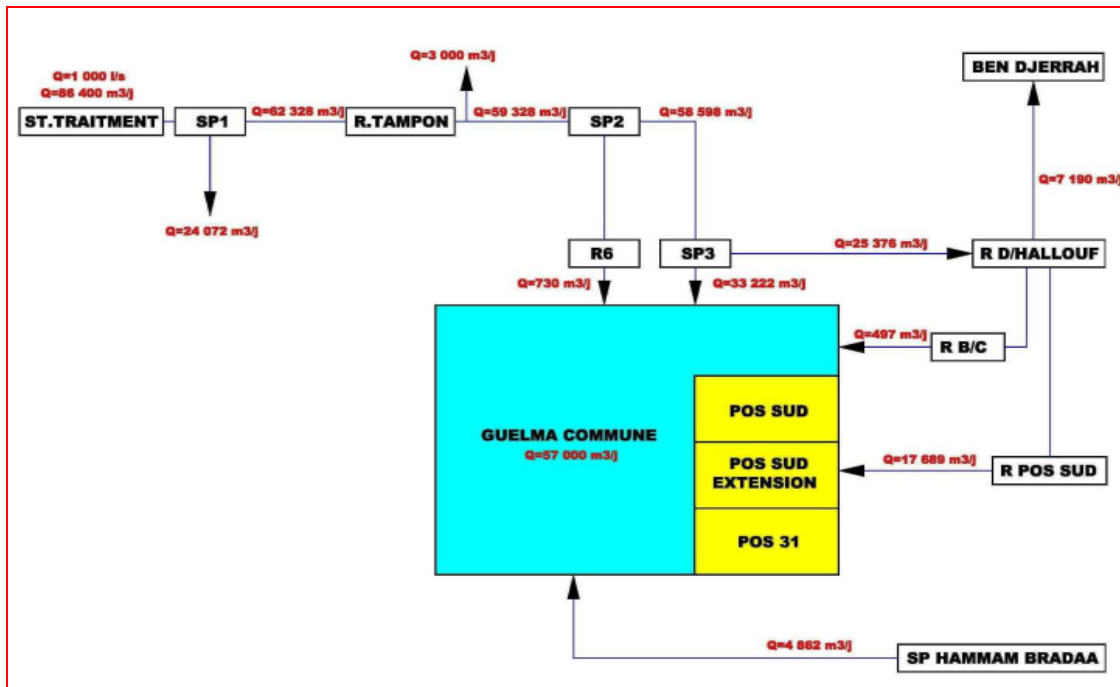 Q=3 000 m3/j
Q=1 000 l/s
Q=86 400 m3/j
BEN DJERRAH
ST.TRAITMENT
SP1
Q=62 328 m3/j
R.TAMPON
Q=59 328 m3/j
SP2
Q=58 598 m3/j
Q=7 190 m3/j
Q=24 072 m3/j
R6
SP3
Q=25 376 m3/j
R D/HALLOUF
Q=730 m3/j
Q=33 222 m3/j
Q=497 m3/j
R B/C
POS SUD
GUELMA COMMUNE
Q=57 000 m3/j
POS SUD
EXTENSION
Q=17 689 m3/j
R POS SUD
POS 31
Q=4 862 m3/j
SP HAMMAM BRADAA